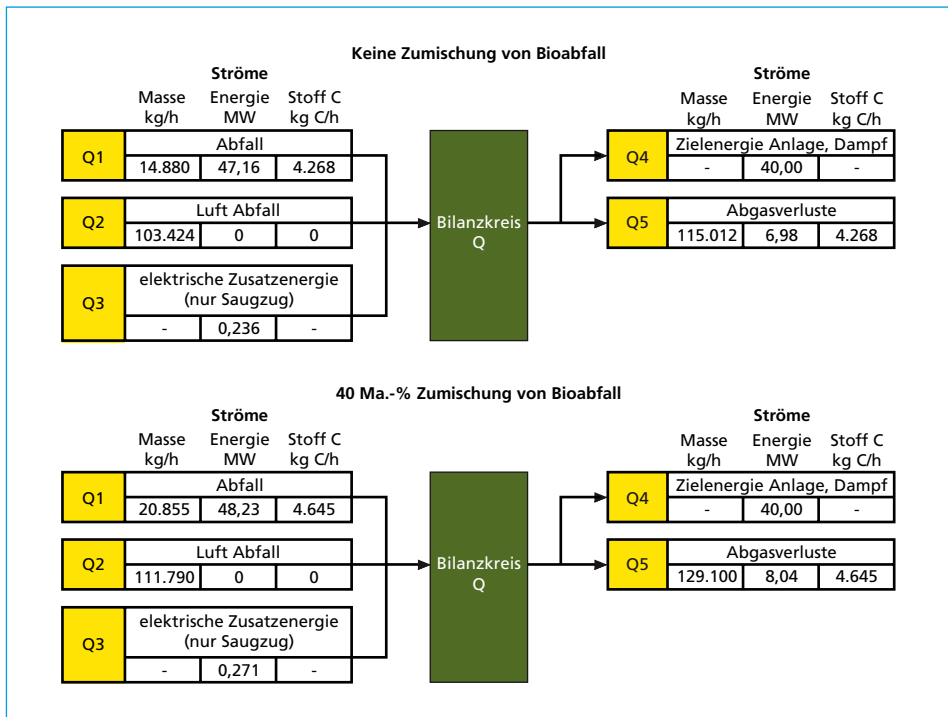 Keine Zumischung von Bioabfall
Ströme
Masse Energie Stoff C
kg/h MW kg C/h
Q1
Abfall
14.880 47,16 4.268
Q2
Luft Abfall
103.424 0 0
Q3
elektrische Zusatzenergie
(nur Saugzug)
- 0,236 -
Bilanzkreis
Q
Ströme
Masse Energie Stoff C
kg/h MW kg C/h
Q4
Zielenergie Anlage, Dampf
- 40,00 -
Q5
Abgasverluste
115.012 6,98 4.268
40 Ma.-% Zumischung von Bioabfall
Ströme
Masse Energie Stoff C
kg/h MW kg C/h
Q1
Abfall
20.855 48,23 4.645
Q2
Luft Abfall
111.790 0 0
Q3
elektrische Zusatzenergie
(nur Saugzug)
- 0,271 -
Bilanzkreis
Q
Ströme
Masse Energie Stoff C
kg/h MW kg C/h
Q4
Zielenergie Anlage, Dampf
- 40,00 -
Q5
Abgasverluste
129.100 8,04 4.645